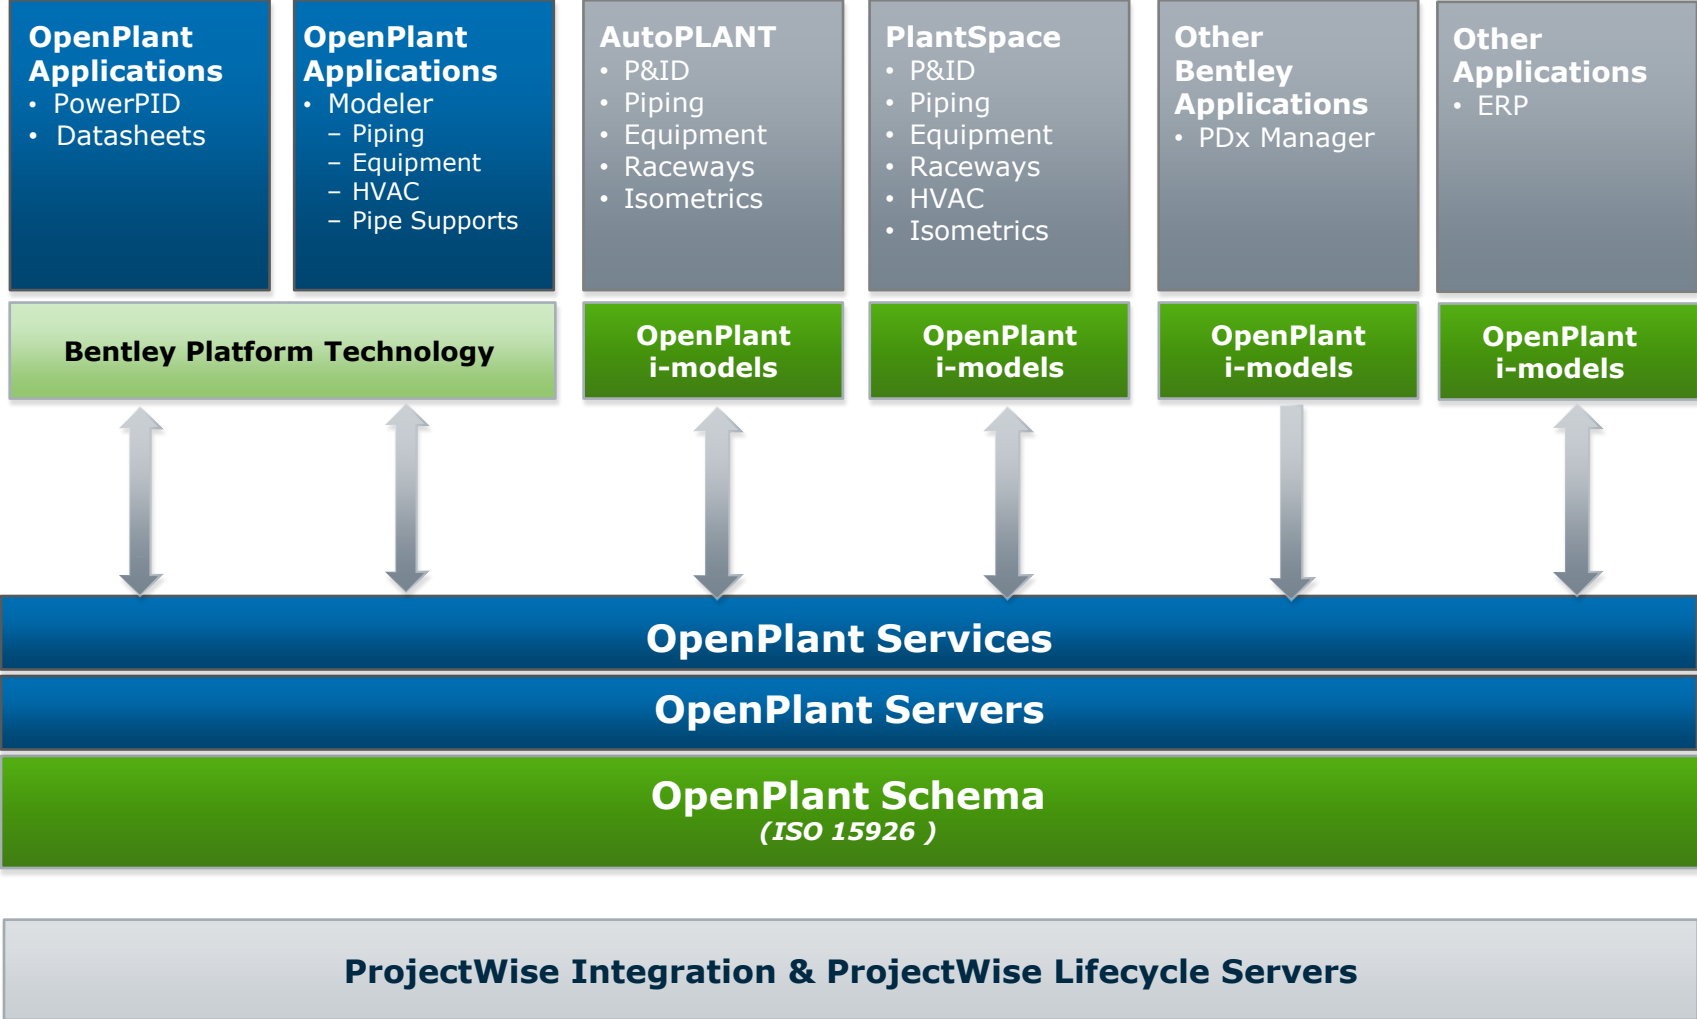 OpenPlant
Applications
• PowerPID
• Datasheets
OpenPlant
Applications
• Modeler
– Piping
– Equipment
– HVAC
– Pipe Supports
AutoPLANT
• P&ID
• Piping
• Equipment
• Raceways
• Isometrics
PlantSpace
• P&ID
• Piping
• Equipment
• Raceways
• HVAC
• Isometrics
Other
Bentley
Applications
• PDx Manager
Other
Applications
• ERP
Bentley Platform Technology
OpenPlant
i-models
OpenPlant
i-models
OpenPlant
i-models
OpenPlant
i-models
OpenPlant Services
OpenPlant Servers
OpenPlant Schema
(ISO 15926 )
ProjectWise Integration & ProjectWise Lifecycle Servers